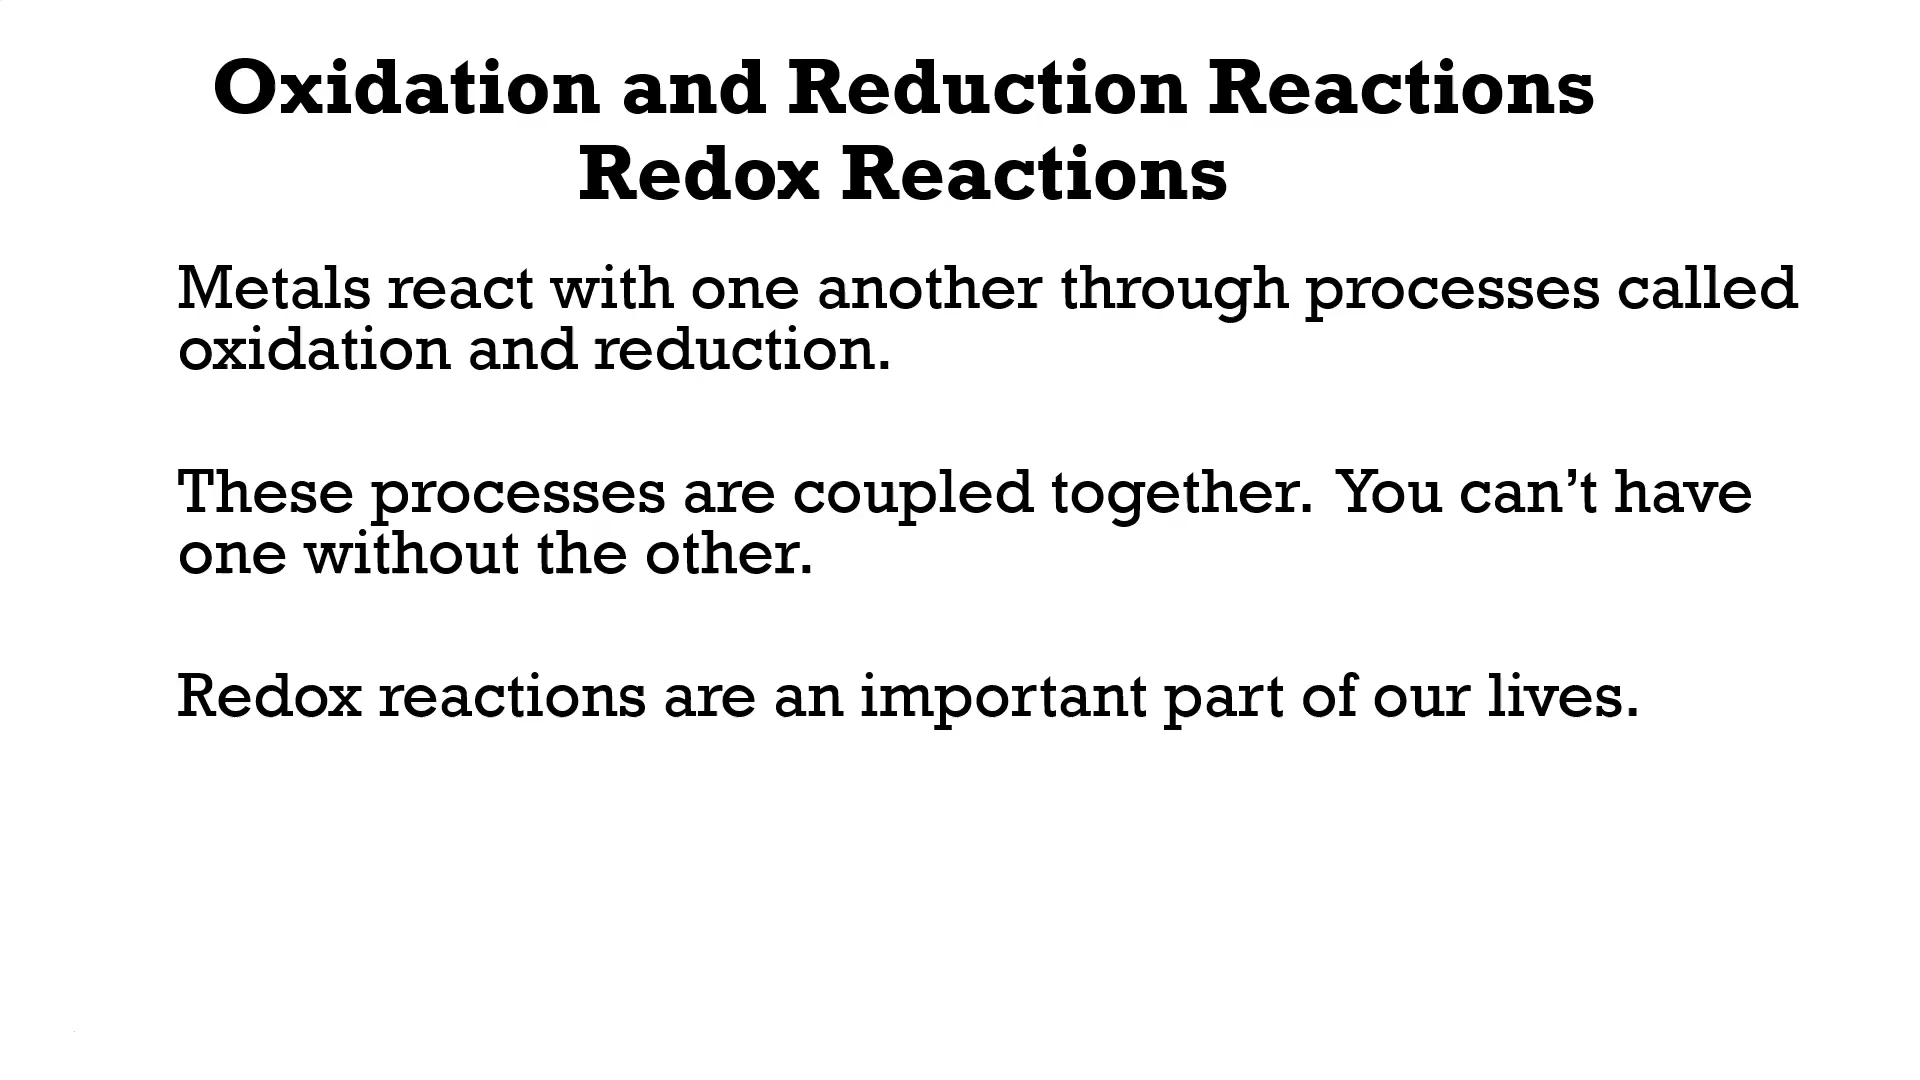 Oxidation and Reduction Reactions
Redox Reactions
Metals react with one another through processes called
oxidation and reduction.
These processes are coupled together.  You can’t have
one without the other.
Redox reactions are an important part of our lives.